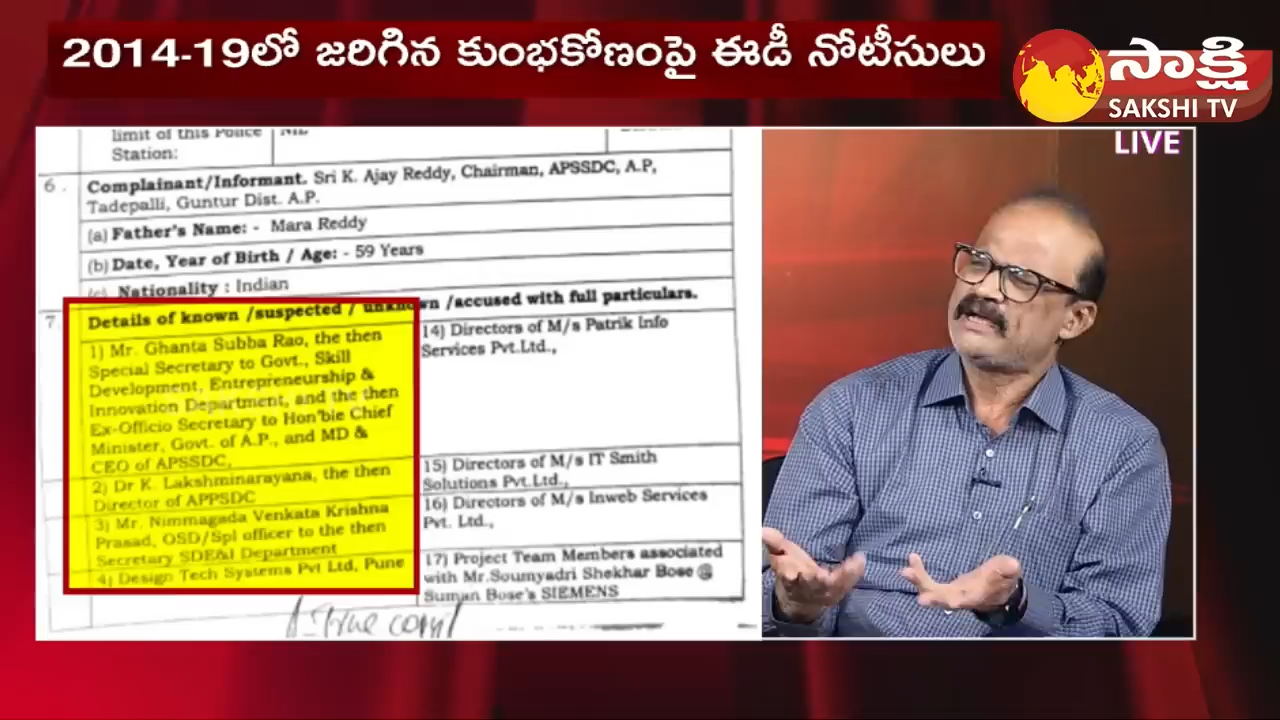 2014-19లో జరిగిన కుంభకోణంపై ఈడీ నోటీసులు
సాక్షి
SAKSHI TV
LIVE
limit of this Police
Station:
NIL
6.
Complainant/Informant. Sri K. Ajay Reddy, Chairman, APSSDC, A.P,
Tadepalli, Guntur Dist. A.P.
(a) Father's Name: - Mara Reddy
(b) Date, Year of Birth / Age: - 59 Years
(c) Nationality : Indian
7.
Details of known /suspected / unknown /accused with full particulars.
1) Mr. Ghanta Subba Rao, the then
Special Secretary to Govt., Skill
Development, Entrepreneurship &
Innovation Department, and the then
Ex-Officio Secretary to Hon'ble Chief
Minister, Govt. of A.P., and MD &
CEO of APSSDC,
2) Dr K. Lakshminarayana, the then
Director of APPSDC
3) Mr. Nimmagada Venkata Krishna
Prasad, OSD/Spl officer to the then
Secretary SDE&I Department
4) Design Tech Systems Pvt Ltd, Pune
14) Directors of M/s Patrik Info
Services Pvt.Ltd.,
15) Directors of M/s IT Smith
Solutions Pvt.Ltd.,
16) Directors of M/s Inweb Services
Pvt. Ltd.,
17) Project Team Members associated
with Mr.Soumyadri Shekhar Bose @
Suman Bose's SIEMENS
A True copy/